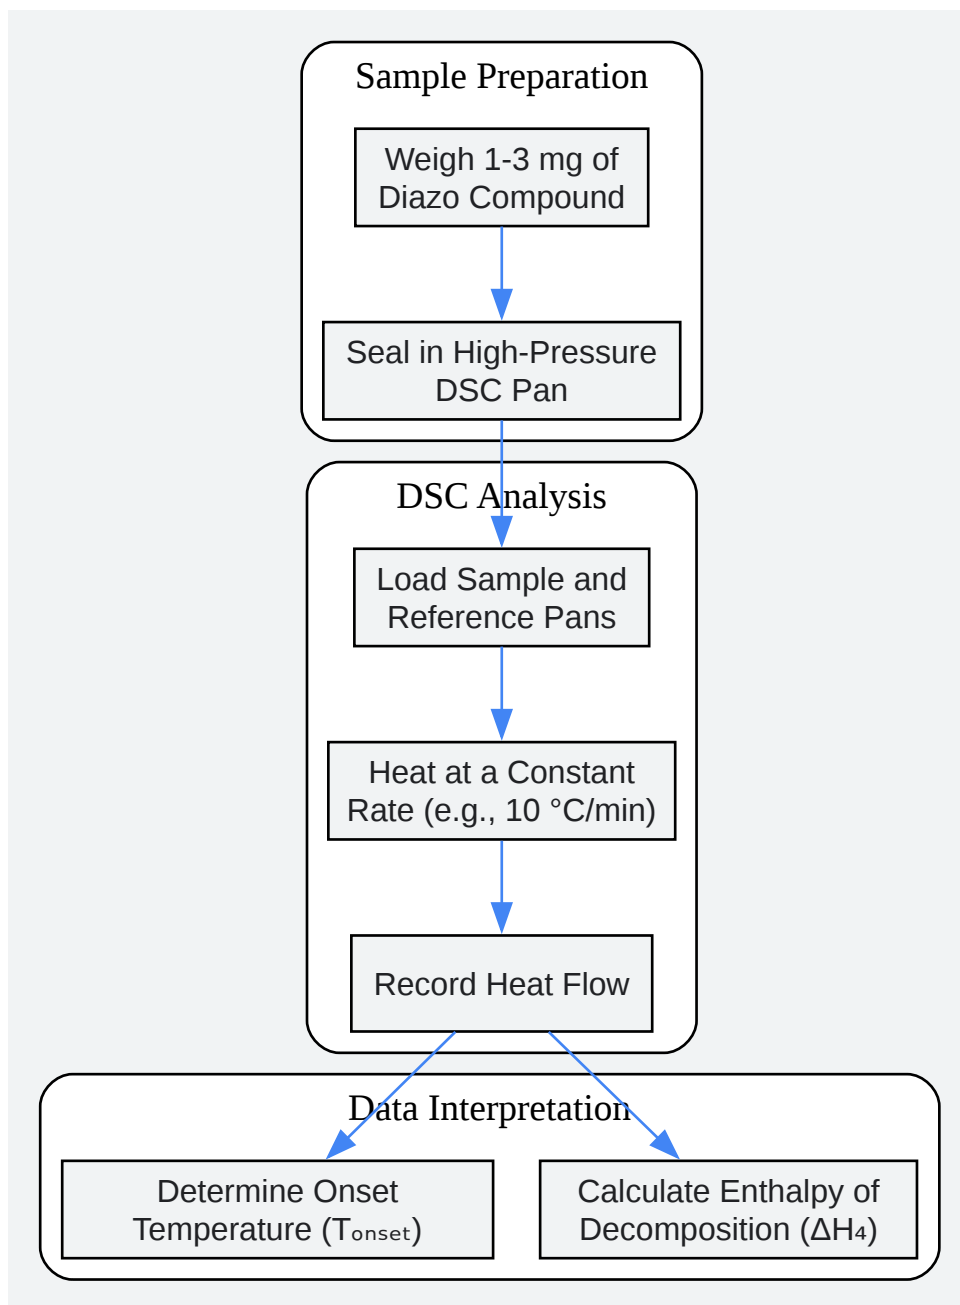 Sample Preparation
Weigh 1-3 mg of
Diazo Compound
Seal in High-Pressure
DSC Pan
DSC Analysis
Load Sample and
Reference Pans
Heat at a Constant
Rate (e.g., 10 °C/min)
Record Heat Flow
Data Interpretation
Determine Onset
Temperature (Tₒₙₛₑₜ)
Calculate Enthalpy of
Decomposition (ΔH₄)